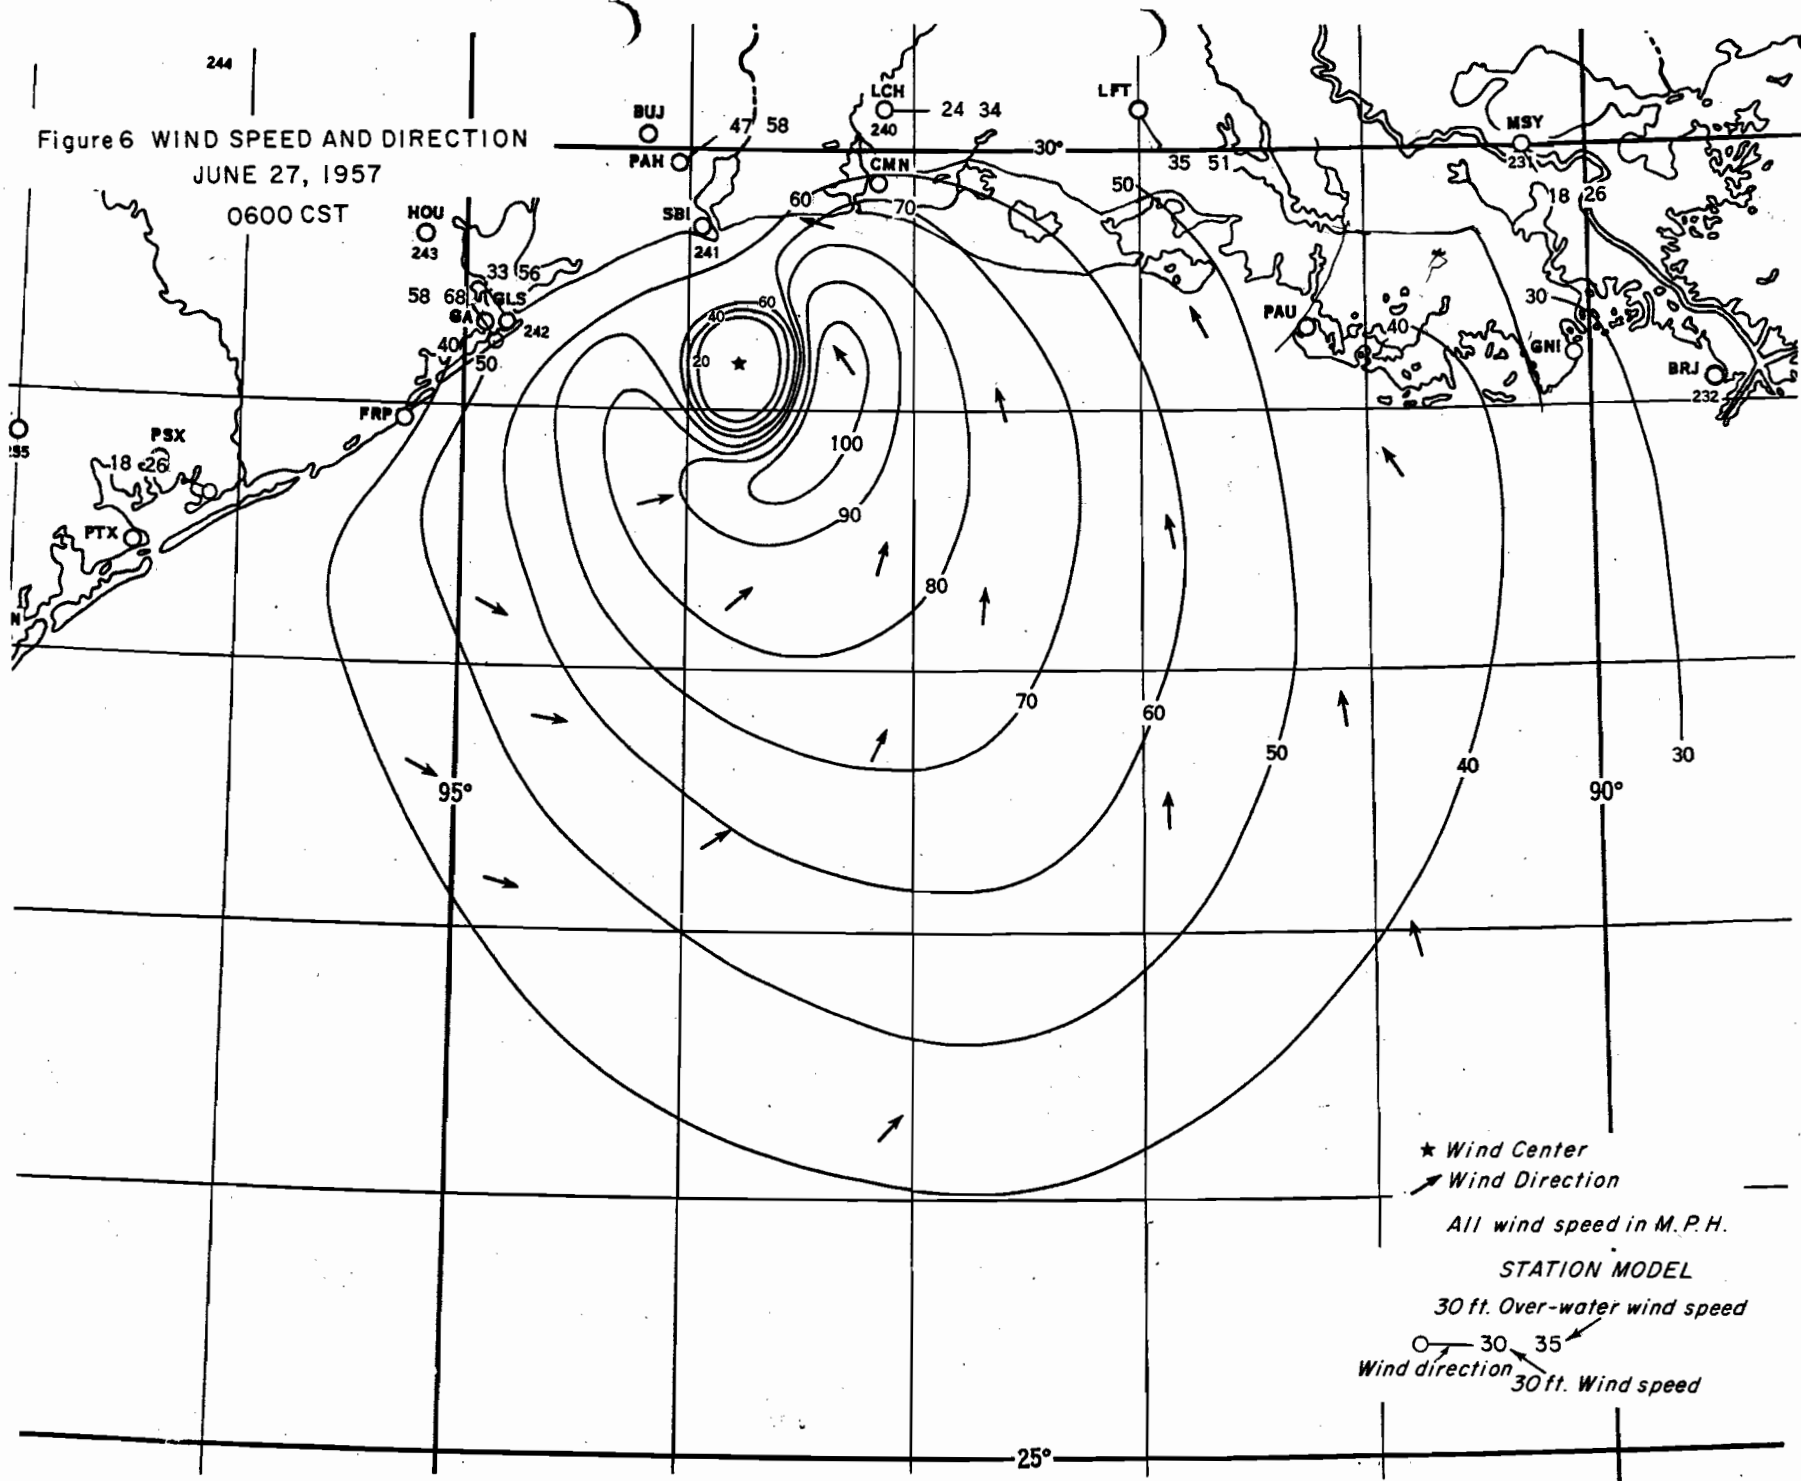 244
Figure 6 WIND SPEED AND DIRECTION
JUNE 27, 1957
0600 CST
BUJ
PAH
47 58
LCH
24 34
240
CMN
LFT
35 51
30°
MSY
231
18 26
HOU
243
SBI
241
60
70
50
33 56
58 68
GLS
GA
242
40
50
60
40
20
PAU
40
30
GNI
BRJ
232
FRP
PSX
18 26
255
PTX
N
100
90
80
70
60
50
40
30
95°
90°
★ Wind Center
Wind Direction
All wind speed in M.P.H.
STATION MODEL
30 ft. Over-water wind speed
30 35
Wind direction
30 ft. Wind speed
25°